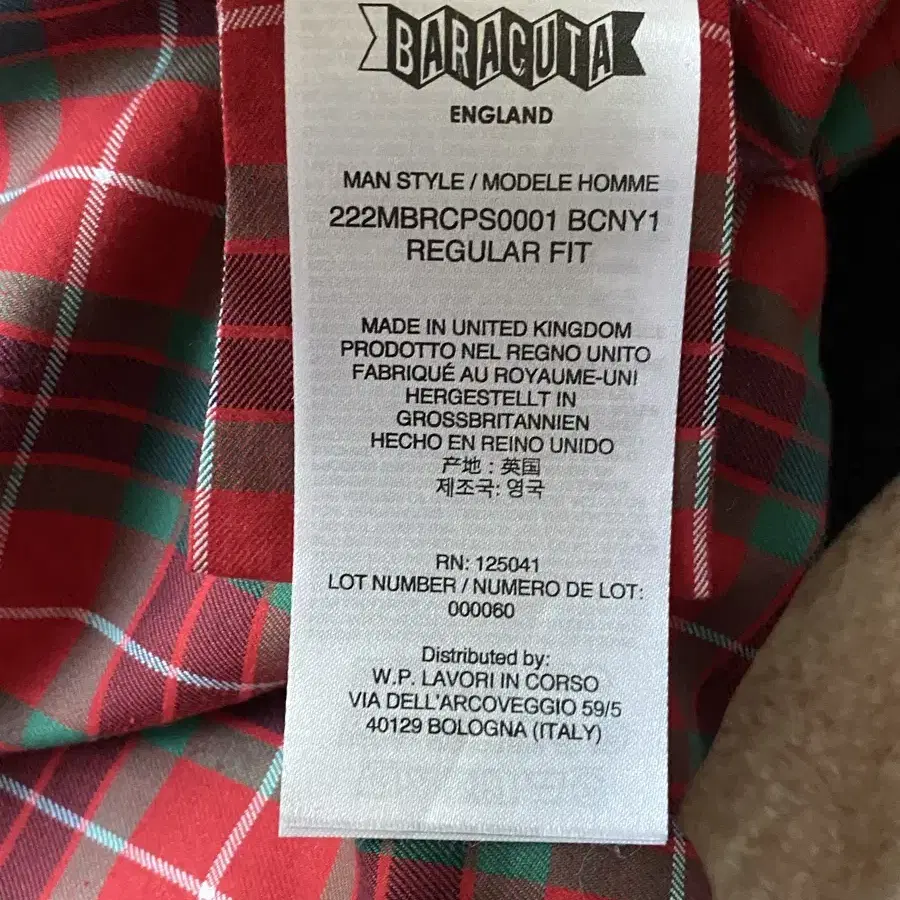 BARACUTA
ENGLAND
MAN STYLE / MODELE HOMME
222MBRCPS0001 BCNY1
REGULAR FIT
MADE IN UNITED KINGDOM
PRODOTTO NEL REGNO UNITO
FABRIQUÉ AU ROYAUME-UNI
HERGESTELLT IN
GROSSBRITANNIEN
HECHO EN REINO UNIDO
产地 : 英国
제조국: 영국
RN: 125041
LOT NUMBER / NUMERO DE LOT:
000060
Distributed by:
W.P. LAVORI IN CORSO
VIA DELL'ARCOVEGGIO 59/5
40129 BOLOGNA (ITALY)